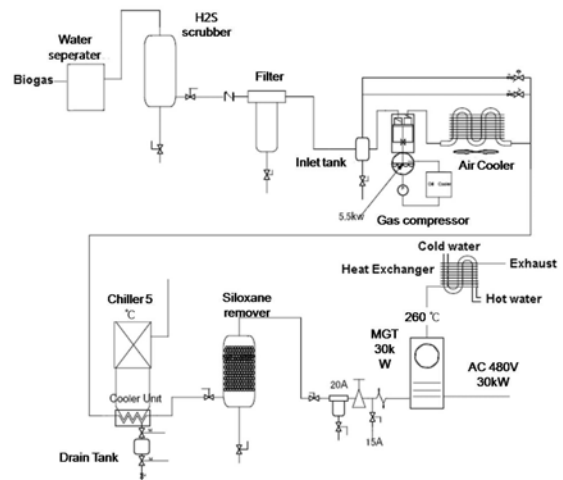 H2S
scrubber
Water
seperater
Biogas
Filter
Inlet tank
Air Cooler
Oil Cooler
5.5kw
Gas compressor
Cold water
Heat Exchanger
Exhaust
Hot water
Chiller 5
℃
Siloxane
remover
260 ℃
MGT
30k
W
AC 480V
30kW
20A
Cooler Unit
15A
Drain Tank